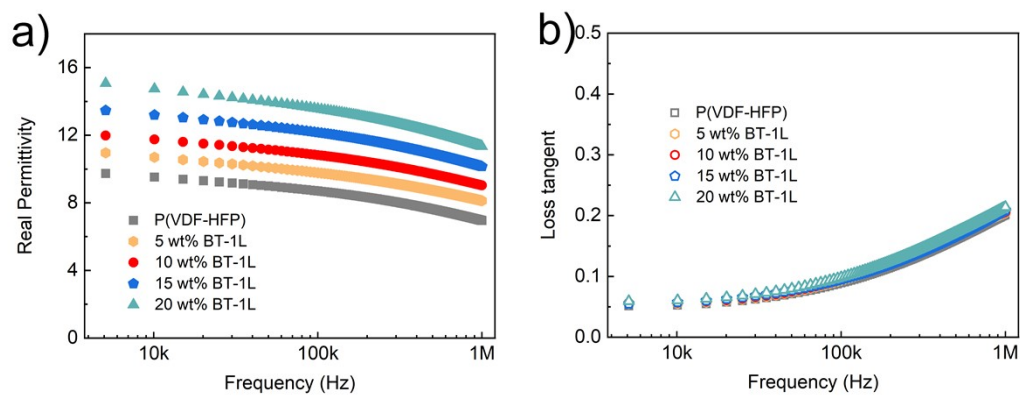 a)
Real Permittivity
16
12
8
4
0
P(VDF-HFP)
5 wt% BT-1L
10 wt% BT-1L
15 wt% BT-1L
20 wt% BT-1L
10k
100k
1M
Frequency (Hz)
b)
Loss tangent
0.5
0.4
0.3
0.2
0.1
0.0
P(VDF-HFP)
5 wt% BT-1L
10 wt% BT-1L
15 wt% BT-1L
20 wt% BT-1L
10k
100k
1M
Frequency (Hz)